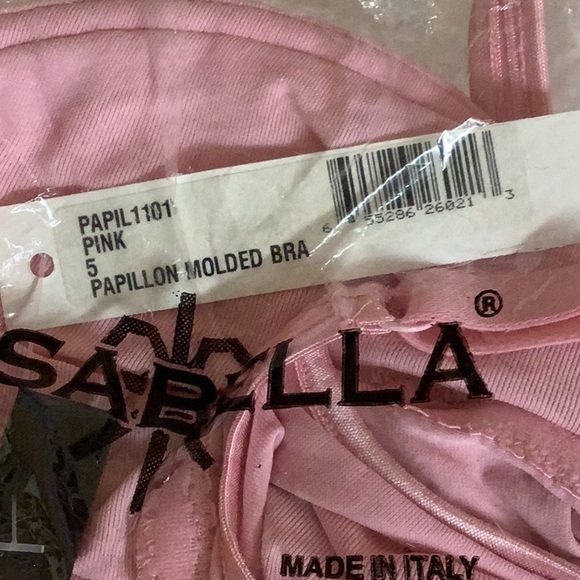 PAPIL1101
PINK
5
PAPILLON MOLDED BRA
55286 26021 3
SABELLA®
MADE IN ITALY